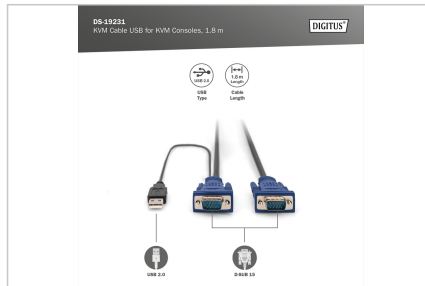 DS-19231
KVM Cable USB for KVM Consoles, 1.8 m
DIGITUS®
USB 2.0
1.8 m
Length
USB
Type
Cable
Length
USB 2.0
D-SUB 15